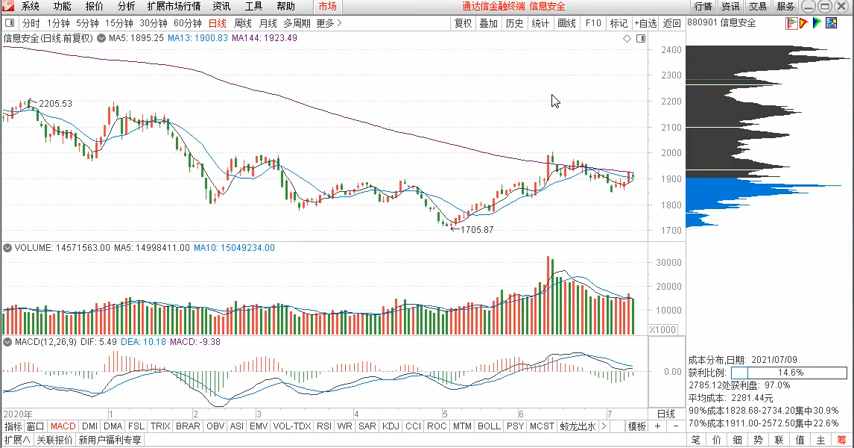 系统 功能 报价 分析 扩展市场行情 资讯 工具 帮助 市场 通达信金融终端 信息安全 行情 资讯 交易 服务
分时 1分钟 5分钟 15分钟 30分钟 60分钟 日线 周线 月线 多周期 更多 > 复权 叠加 历史 统计 画线 F10 标记 +自选 返回 880901 信息安全
信息安全(日线.前复权) MA5: 1895.25 MA13: 1900.83 MA144: 1923.49
2400
2300
2200
2205.53
2100
2000
1900
1800
1705.87
1700
VOLUME: 14571563.00 MA5: 14998411.00 MA10: 15049234.00
30000
20000
10000
X1000
MACD(12,26,9) DIF: 5.49 DEA: 10.18 MACD: -9.38
0.00
成本分布,日期: 2021/07/09
获利比例: 14.6%
2785.12处获利盘: 97.0%
平均成本: 2281.44元
90%成本1828.68-2734.20集中30.9%
70%成本1911.00-2572.50集中22.6%
2020年 1 2 3 4 5 6 7 日线
指标 窗口 MACD DMI DMA FSL TRIX BRAR OBV ASI EMV VOL-TDX RSI WR SAR KDJ CCI ROC MTM BOLL PSY MCST 蛟龙出水 > 模板 + -
扩展∧ 关联报价 新用户福利专享 笔 价 细 势 联 值 主 筹